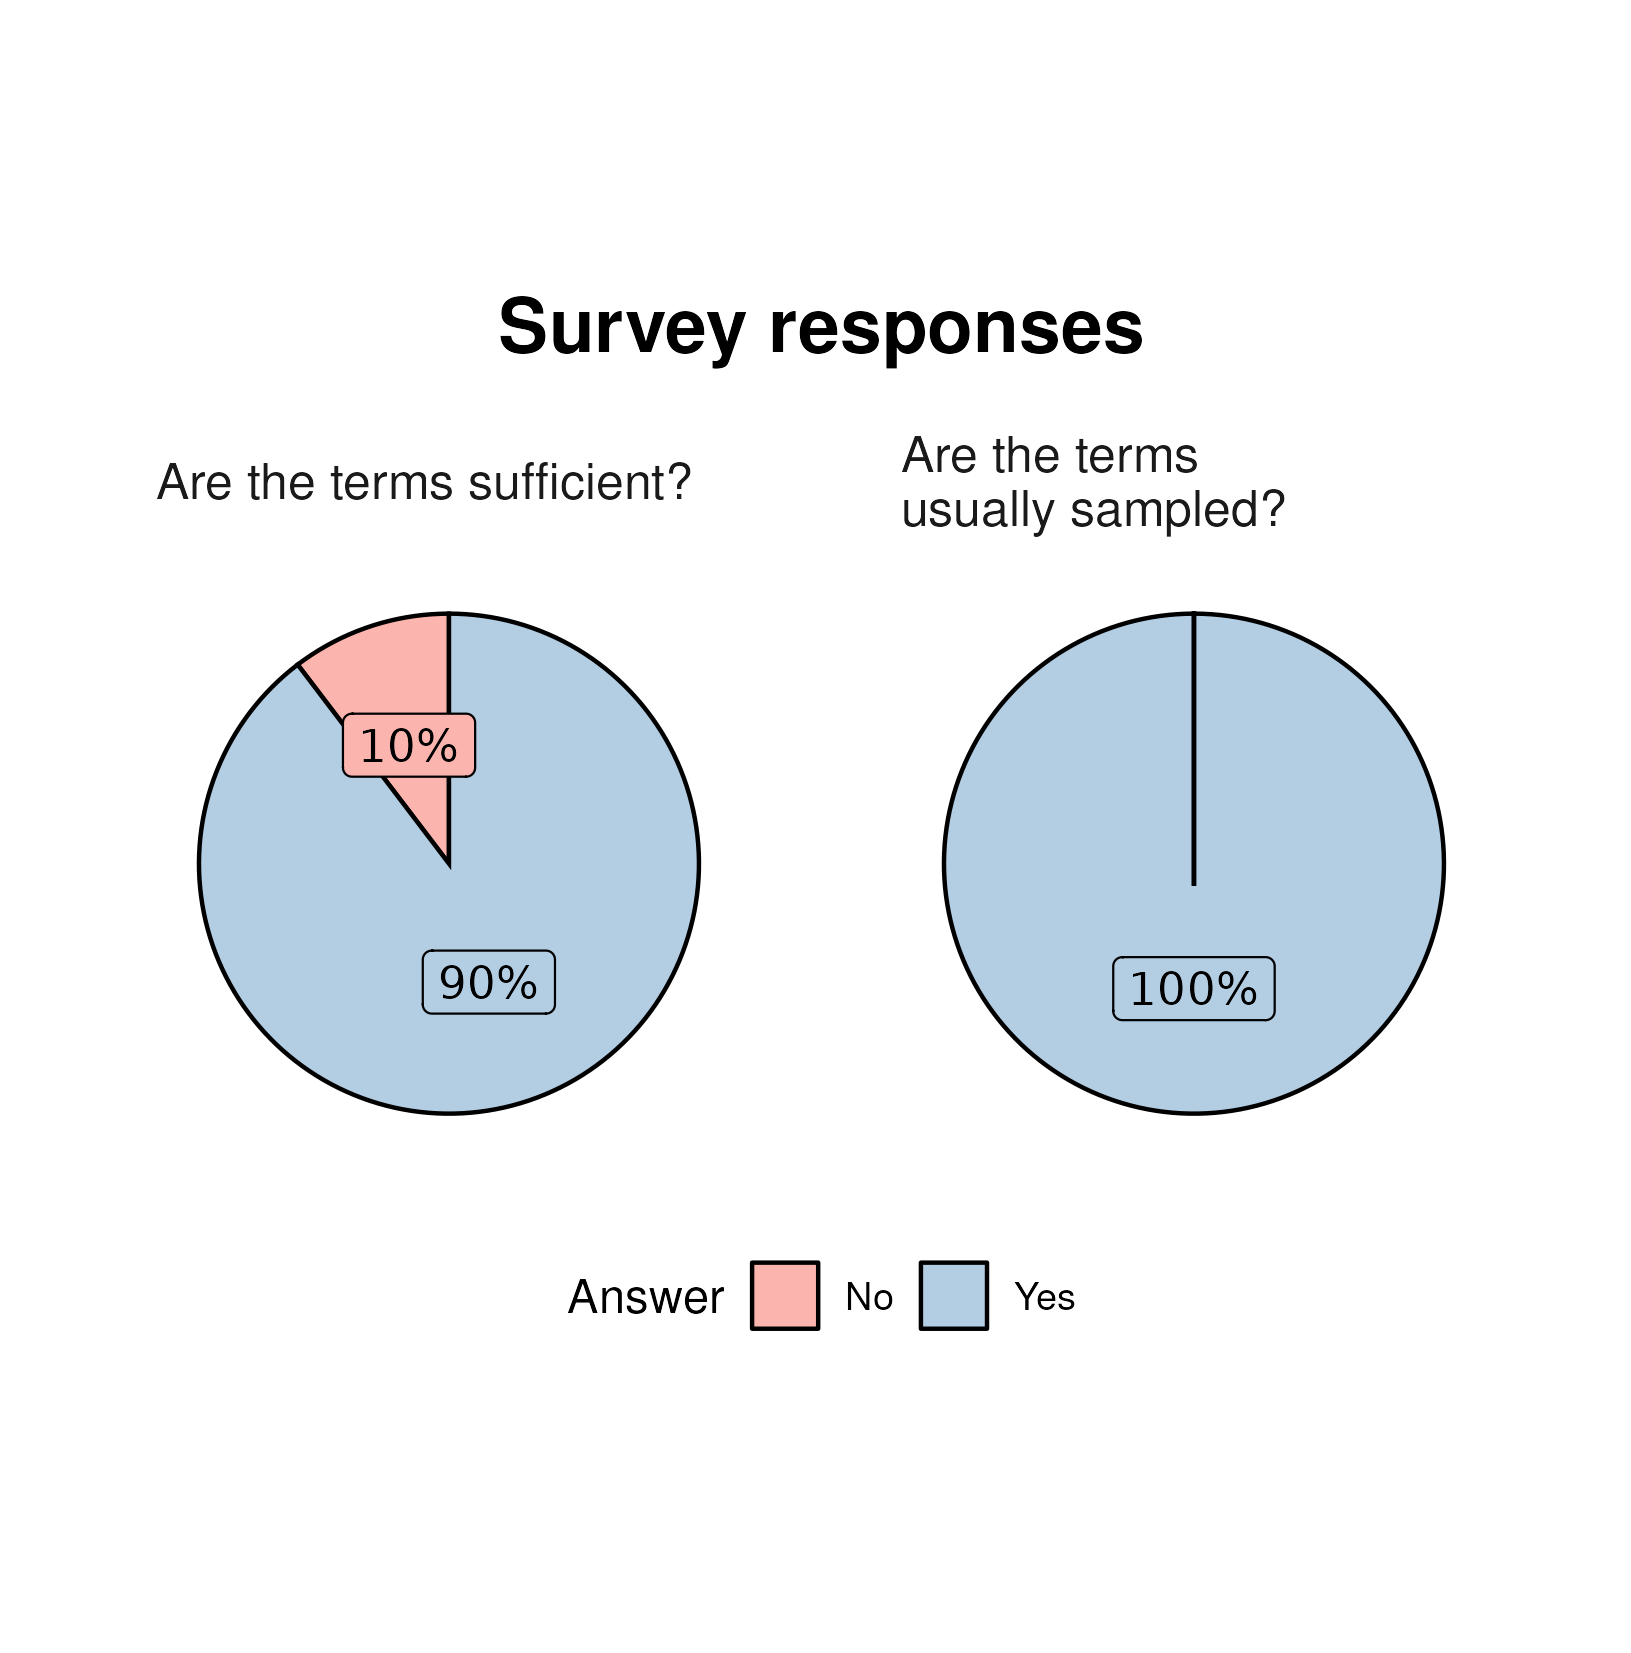 Survey responses
Are the terms sufficient?
Are the terms
usually sampled?
10%
90%
100%
Answer No Yes